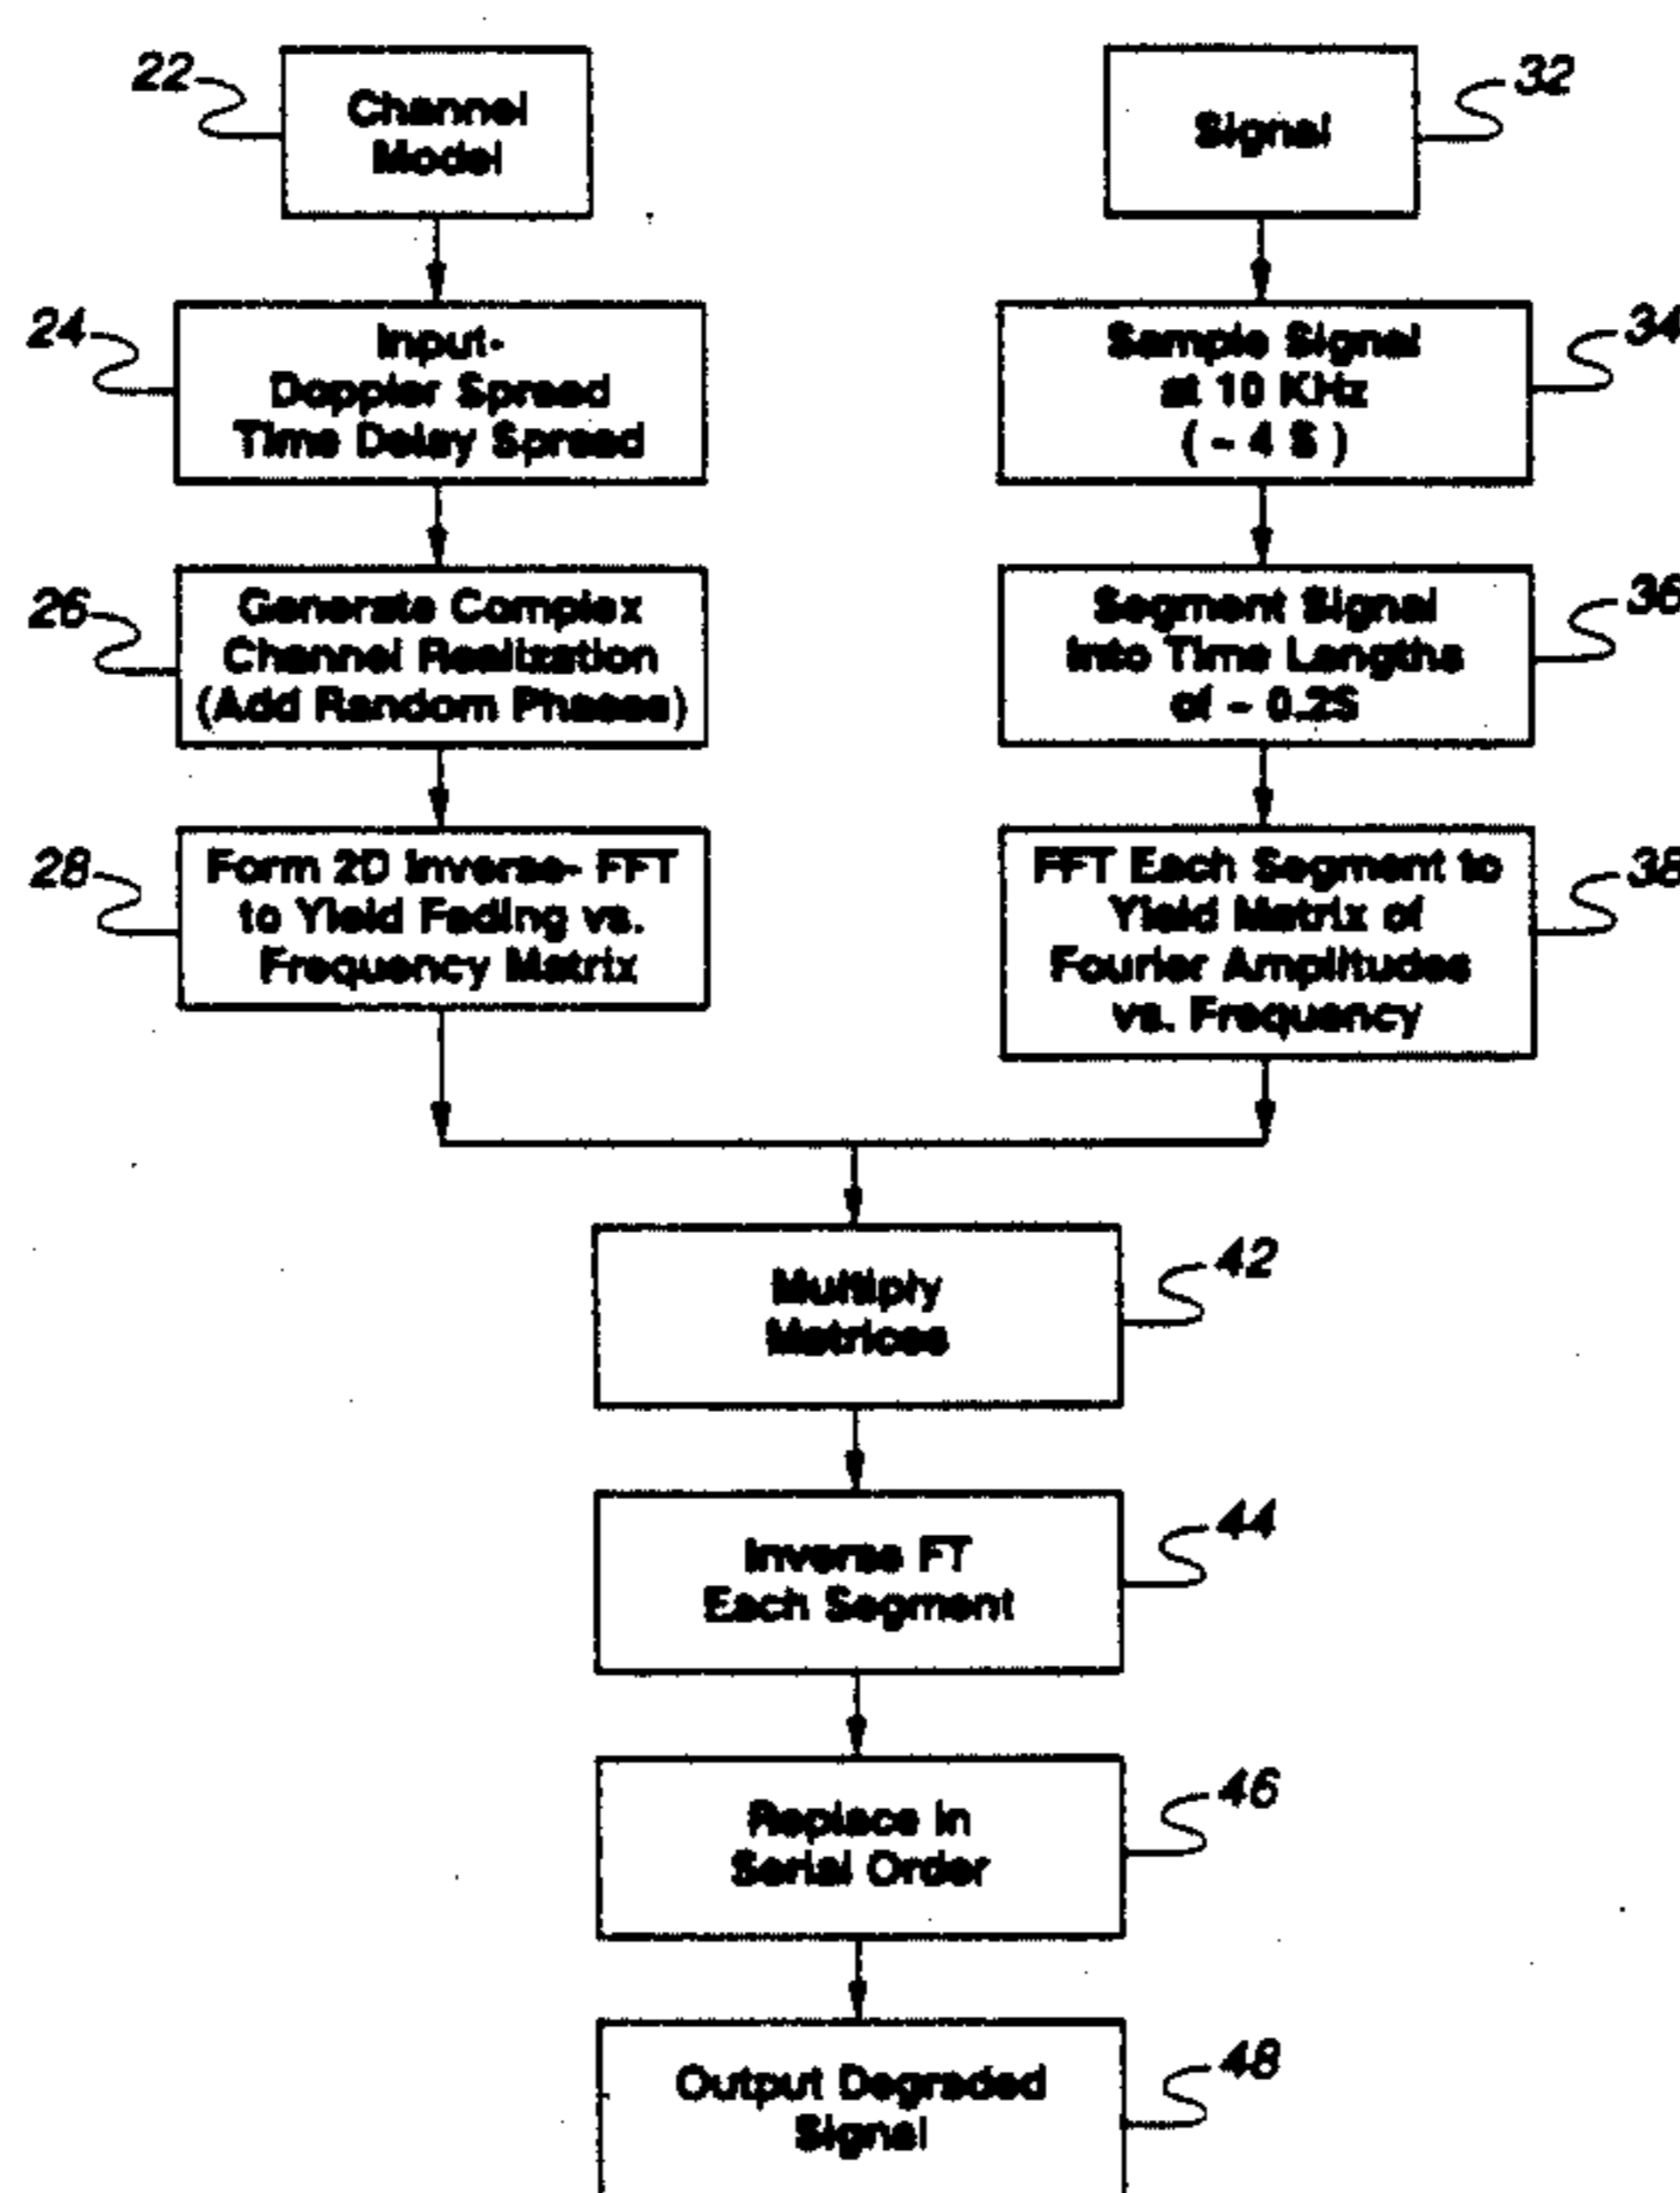 22
Channel
Model
24
Input-
Doppler Spread
Time Delay Spread
26
Generate Complex
Channel Realization
(Add Random Phases)
28
Form 2D Inverse- FFT
to Yield Fading vs.
Frequency Matrix
32
Signal
34
Sample Signal
at 10 KHz
( ~ 4 S )
36
Segment Signal
Into Time Lengths
of ~ 0.2S
38
FFT Each Segment to
Yield Matrix of
Fourier Amplitudes
vs. Frequency
42
Multiply
Matrices
44
Inverse FT
Each Segment
46
Replace in
Serial Order
48
Output Degraded
Signal